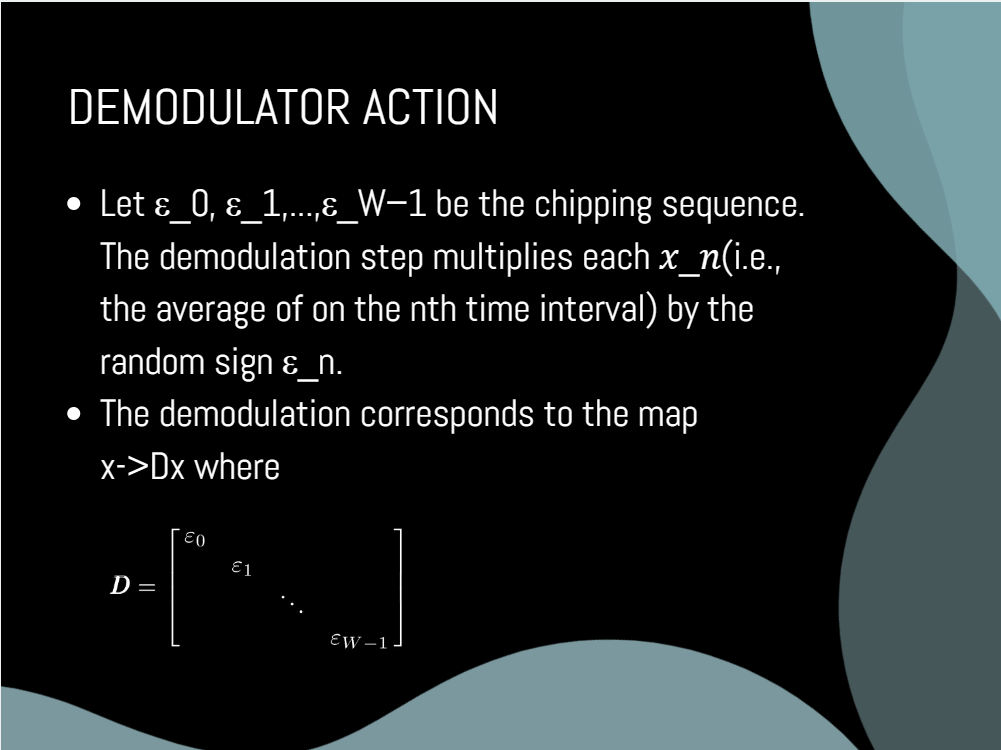 DEMODULATOR ACTION
• Let ε_0, ε_1,...,ε_W−1 be the chipping sequence.
The demodulation step multiplies each x_n(i.e.,
the average of on the nth time interval) by the
random sign ε_n.
• The demodulation corresponds to the map
x->Dx where
ε0
ε1
D =
⋱
εW−1